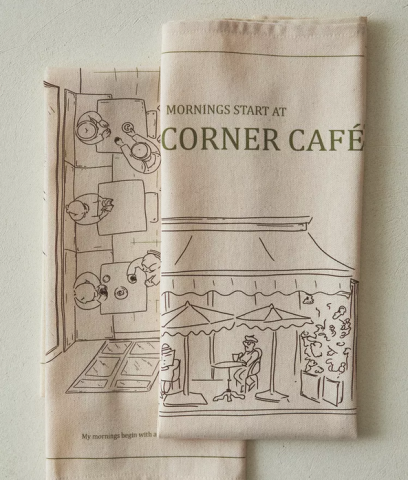 MORNINGS START AT
CORNER CAFÉ
My mornings begin with a